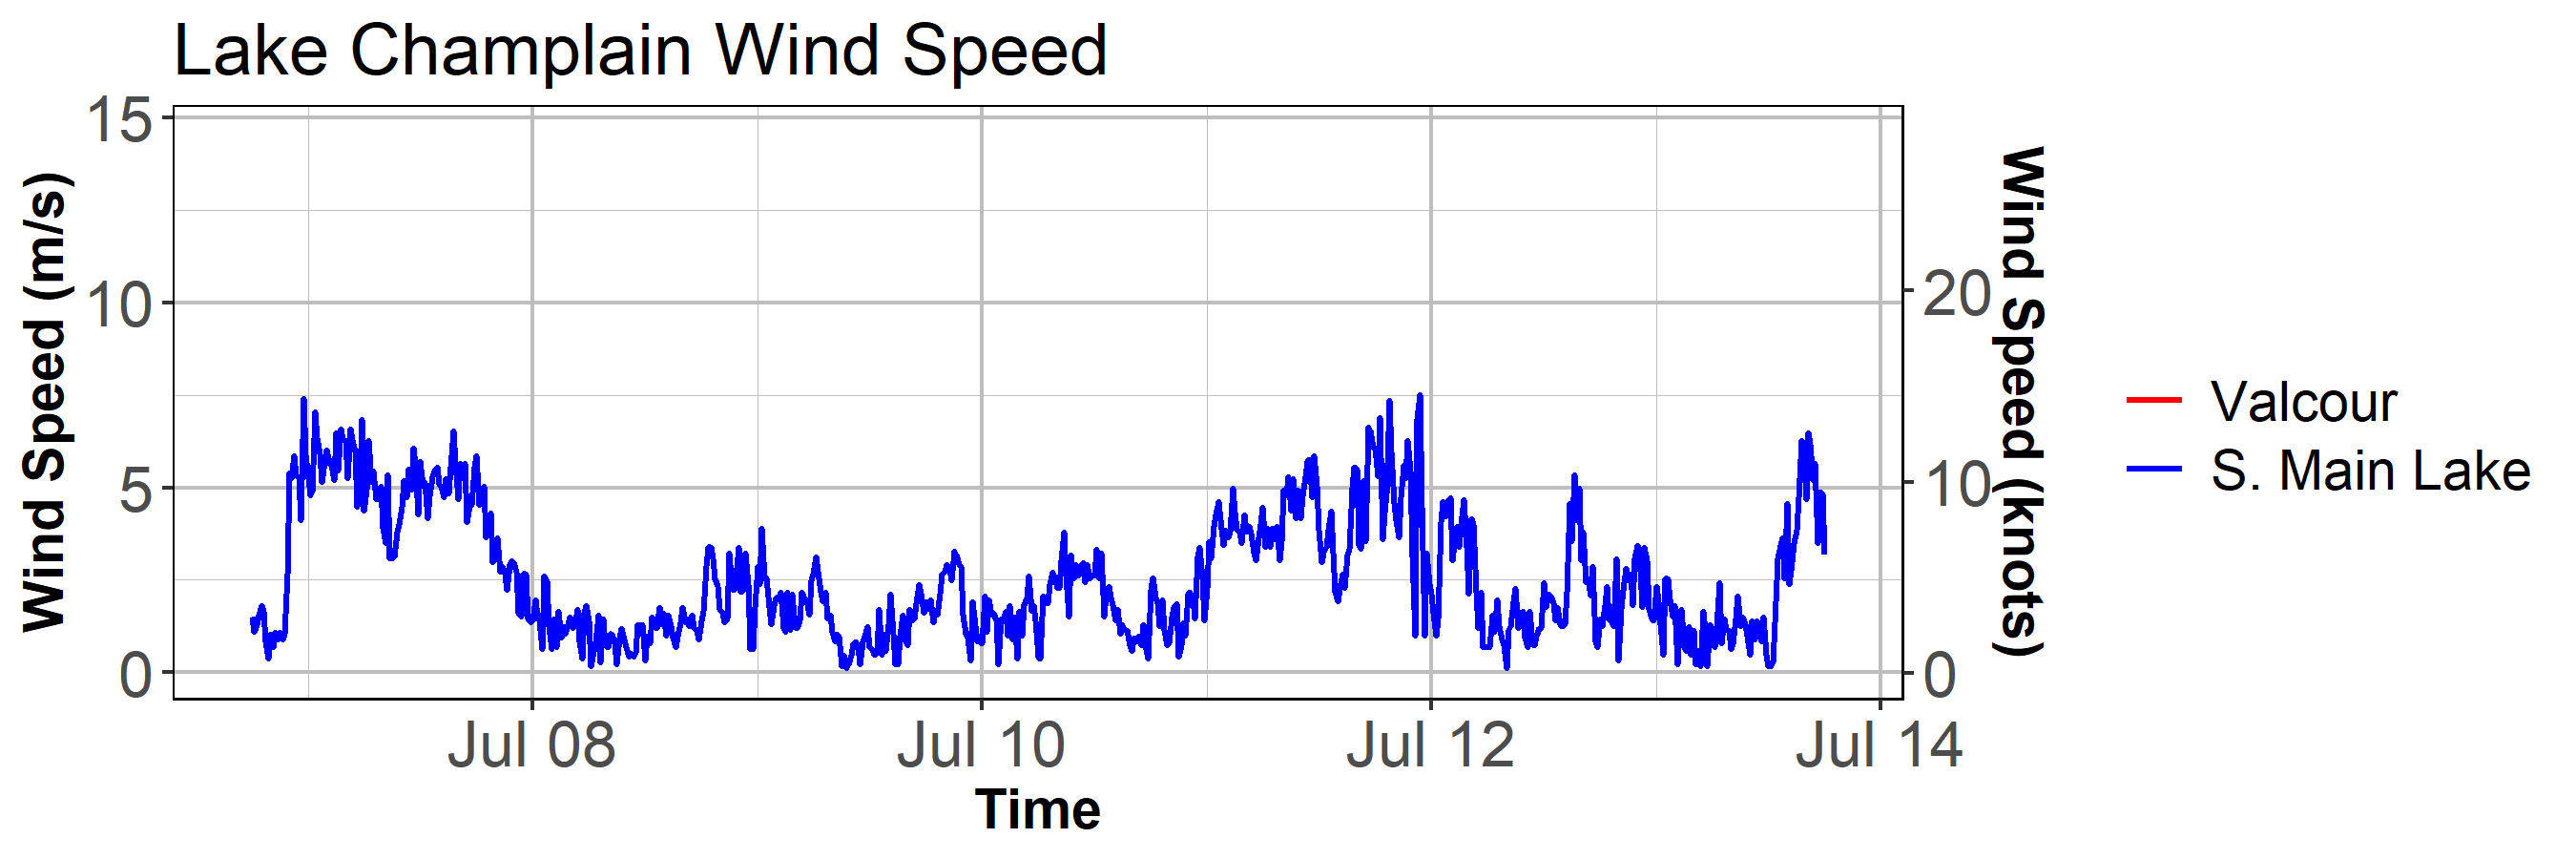 Lake Champlain Wind Speed
15
10
5
0
Wind Speed (m/s)
20
10
0
Wind Speed (knots)
Jul 08
Jul 10
Jul 12
Jul 14
Time
Valcour
S. Main Lake